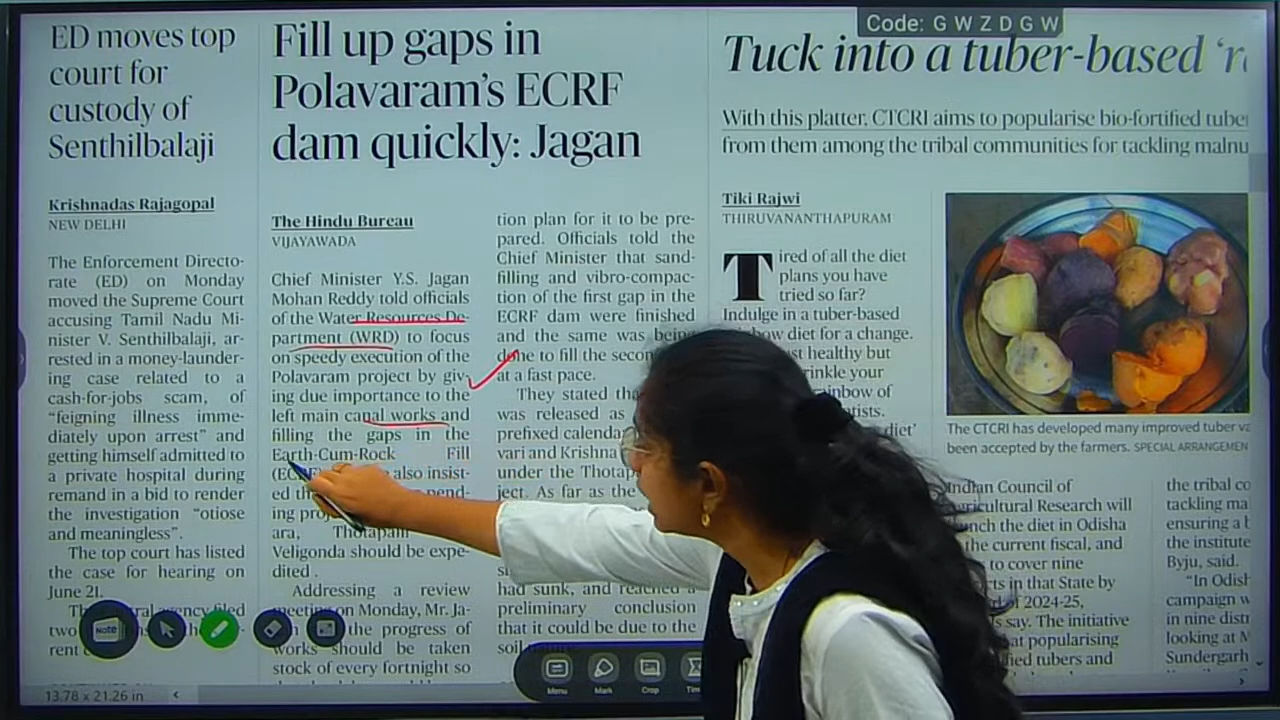 Code: G W Z D G W
ED moves top
court for
custody of
Senthilbalaji
Krishnadas Rajagopal
NEW DELHI
The Enforcement Directo-
rate (ED) on Monday
moved the Supreme Court
accusing Tamil Nadu Mi-
nister V. Senthilbalaji, ar-
rested in a money-launder-
ing case related to a
cash-for-jobs scam, of
“feigning illness imme-
diately upon arrest” and
getting himself admitted to
a private hospital during
remand in a bid to render
the investigation “otiose
and meaningless”.
The top court has listed
the case for hearing on
June 21.
two
Fill up gaps in
Polavaram’s ECRF
dam quickly: Jagan
The Hindu Bureau
VIJAYAWADA
Chief Minister Y.S. Jagan
Mohan Reddy told officials
of the Water Resources De-
partment (WRD) to focus
on speedy execution of the
Polavaram project by giv-
ing due importance to the
left main canal works and
filling the gaps in the
Earth-Cum-Rock Fill
also insist-
ed pend-
ing
Thotapalli
Veligonda should be expe-
dited .
Addressing a review
meeting on Monday, Mr. Ja-
the progress of
works should be taken
stock of every fortnight so
tion plan for it to be pre-
pared. Officials told the
Chief Minister that sand-
filling and vibro-compac-
tion of the first gap in the
ECRF dam were finished
and the same was being
done to fill the second
at a fast pace.
They stated
was released as
prefixed
vari and Krishna
under the
ject. As far as the
had sunk, and reached a
preliminary conclusion
that it could be due to the
soil
Tuck into a tuber-based
With this platter, CTCRI aims to popularise bio-fortified
from them among the tribal communities for tackling
Tiki Rajwi
THIRUVANANTHAPURAM
Tired of all the diet
plans you have
tried so far?
Indulge in a tuber-based
diet for a change.
healthy but
your
diet’
The CTCRI has developed many improved tuber
been accepted by the farmers. SPECIAL ARRANGEMEN
Indian Council of
Agricultural Research will
the diet in Odisha
the current fiscal, and
to cover nine
in that State by
of 2024-25,
say. The initiative
at popularising
tubers and
the tribal
tackling
ensuring a
the institute
Byju, said.
“In Odish
campaign
in nine
looking at
Sundergarh
Note
Menu
Mark
Crop
13.78 x 21.26 in